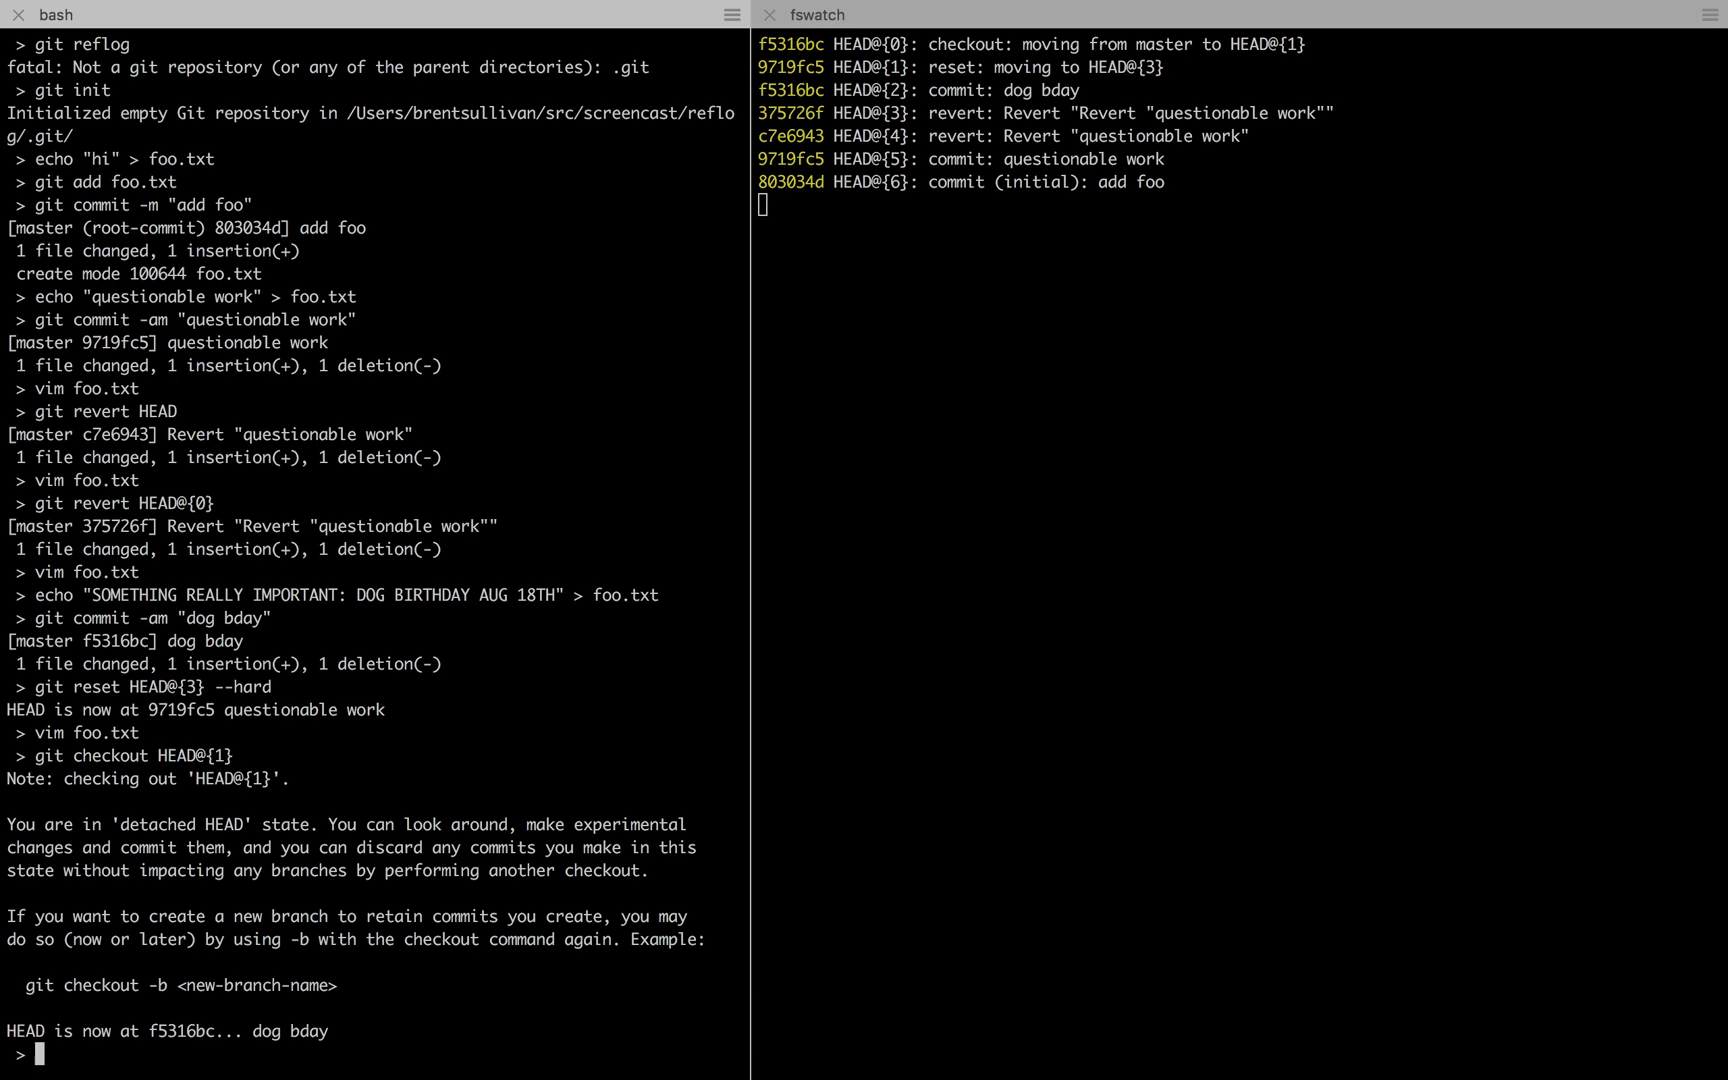 bash
> git reflog
fatal: Not a git repository (or any of the parent directories): .git
> git init
Initialized empty Git repository in /Users/brentsullivan/src/screencast/reflo
g/.git/
> echo "hi" > foo.txt
> git add foo.txt
> git commit -m "add foo"
[master (root-commit) 803034d] add foo
1 file changed, 1 insertion(+)
create mode 100644 foo.txt
> echo "questionable work" > foo.txt
> git commit -am "questionable work"
[master 9719fc5] questionable work
1 file changed, 1 insertion(+), 1 deletion(-)
> vim foo.txt
> git revert HEAD
[master c7e6943] Revert "questionable work"
1 file changed, 1 insertion(+), 1 deletion(-)
> vim foo.txt
> git revert HEAD@{0}
[master 375726f] Revert "Revert "questionable work""
1 file changed, 1 insertion(+), 1 deletion(-)
> vim foo.txt
> echo "SOMETHING REALLY IMPORTANT: DOG BIRTHDAY AUG 18TH" > foo.txt
> git commit -am "dog bday"
[master f5316bc] dog bday
1 file changed, 1 insertion(+), 1 deletion(-)
> git reset HEAD@{3} --hard
HEAD is now at 9719fc5 questionable work
> vim foo.txt
> git checkout HEAD@{1}
Note: checking out 'HEAD@{1}'.
You are in 'detached HEAD' state. You can look around, make experimental
changes and commit them, and you can discard any commits you make in this
state without impacting any branches by performing another checkout.
If you want to create a new branch to retain commits you create, you may
do so (now or later) by using -b with the checkout command again. Example:
git checkout -b <new-branch-name>
HEAD is now at f5316bc... dog bday
>
fswatch
f5316bc HEAD@{0}: checkout: moving from master to HEAD@{1}
9719fc5 HEAD@{1}: reset: moving to HEAD@{3}
f5316bc HEAD@{2}: commit: dog bday
375726f HEAD@{3}: revert: Revert "Revert "questionable work""
c7e6943 HEAD@{4}: revert: Revert "questionable work"
9719fc5 HEAD@{5}: commit: questionable work
803034d HEAD@{6}: commit (initial): add foo